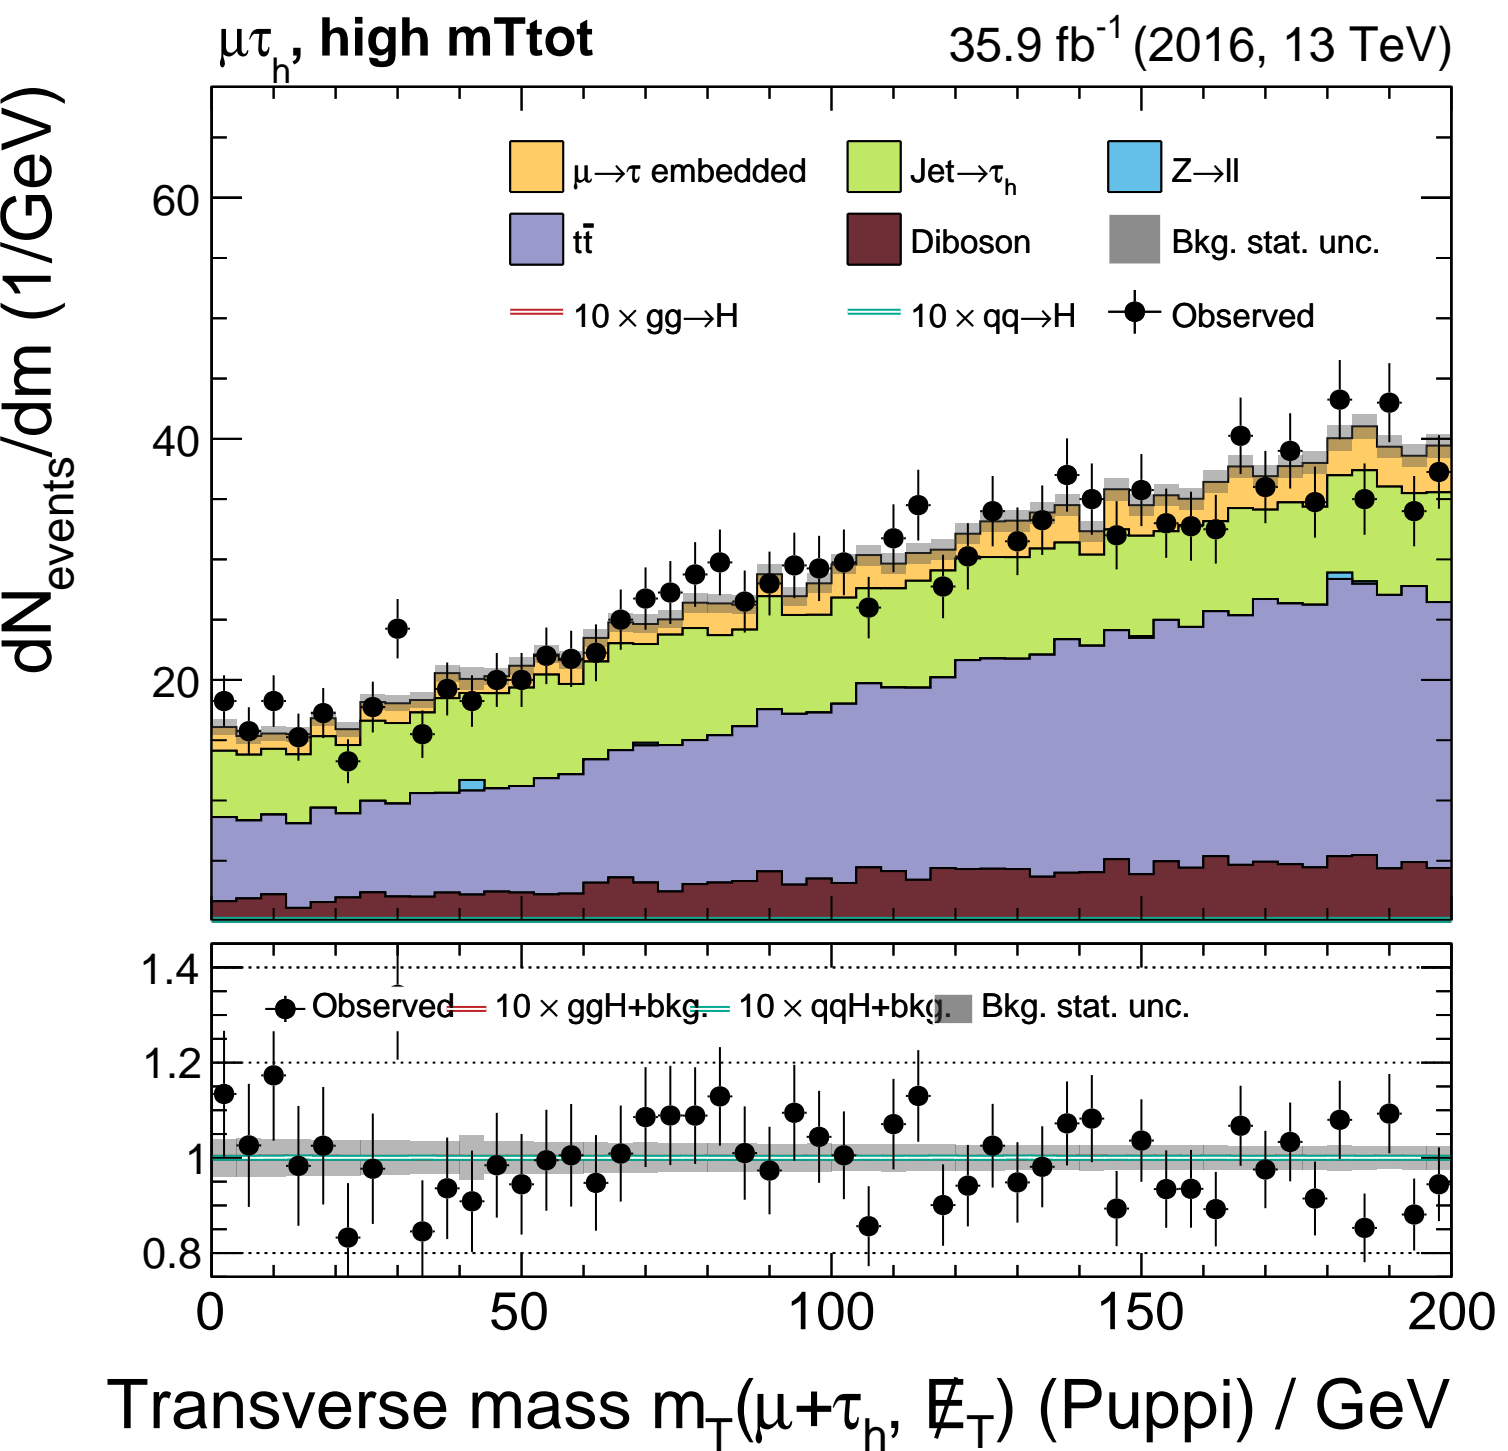 μτh, high mTtot 35.9 fb-1 (2016, 13 TeV)
dNevents/dm (1/GeV)
μ→τ embedded Jet→τh Z→ll
tt̄ Diboson Bkg. stat. unc.
10 × gg→H 10 × qq→H Observed
60
40
20
1.4
Observed 10 × ggH+bkg. 10 × qqH+bkg. Bkg. stat. unc.
1.2
1
0.8
0 50 100 150 200
Transverse mass mT(μ+τh, E̸T) (Puppi) / GeV